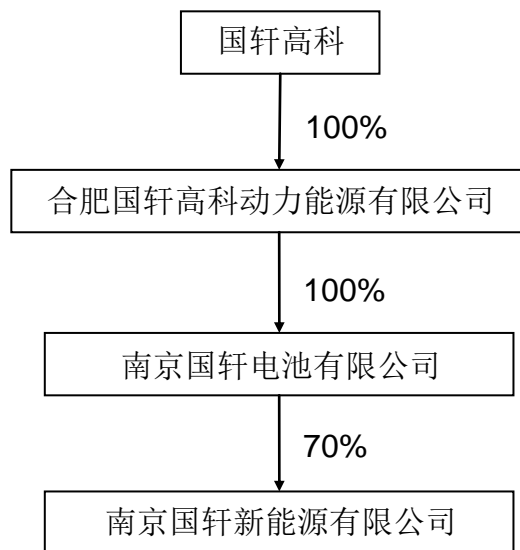 国轩高科
100%
合肥国轩高科动力能源有限公司
100%
南京国轩电池有限公司
70%
南京国轩新能源有限公司